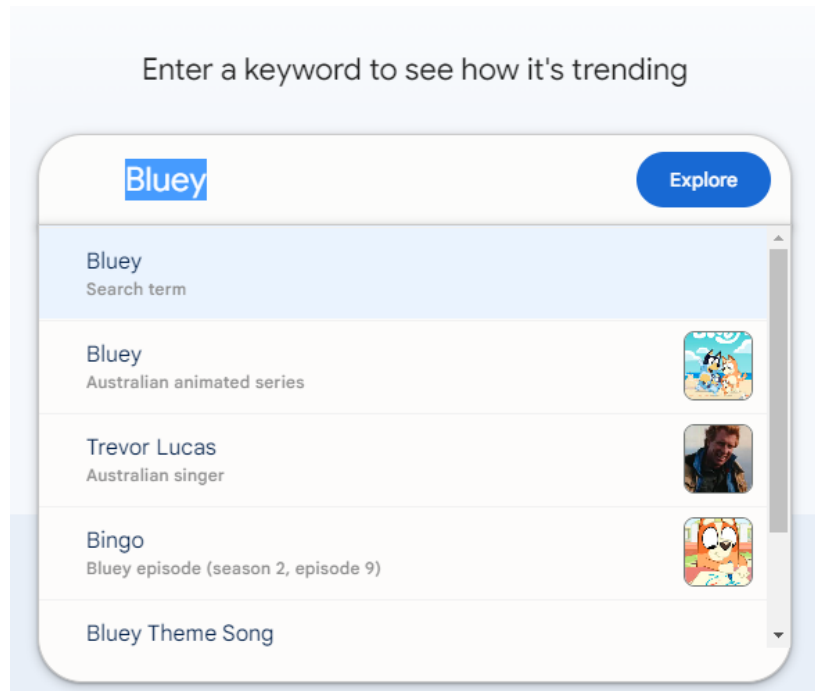 Enter a keyword to see how it's trending
Bluey
Explore
Bluey
Search term
Bluey
Australian animated series
Trevor Lucas
Australian singer
Bingo
Bluey episode (season 2, episode 9)
Bluey Theme Song